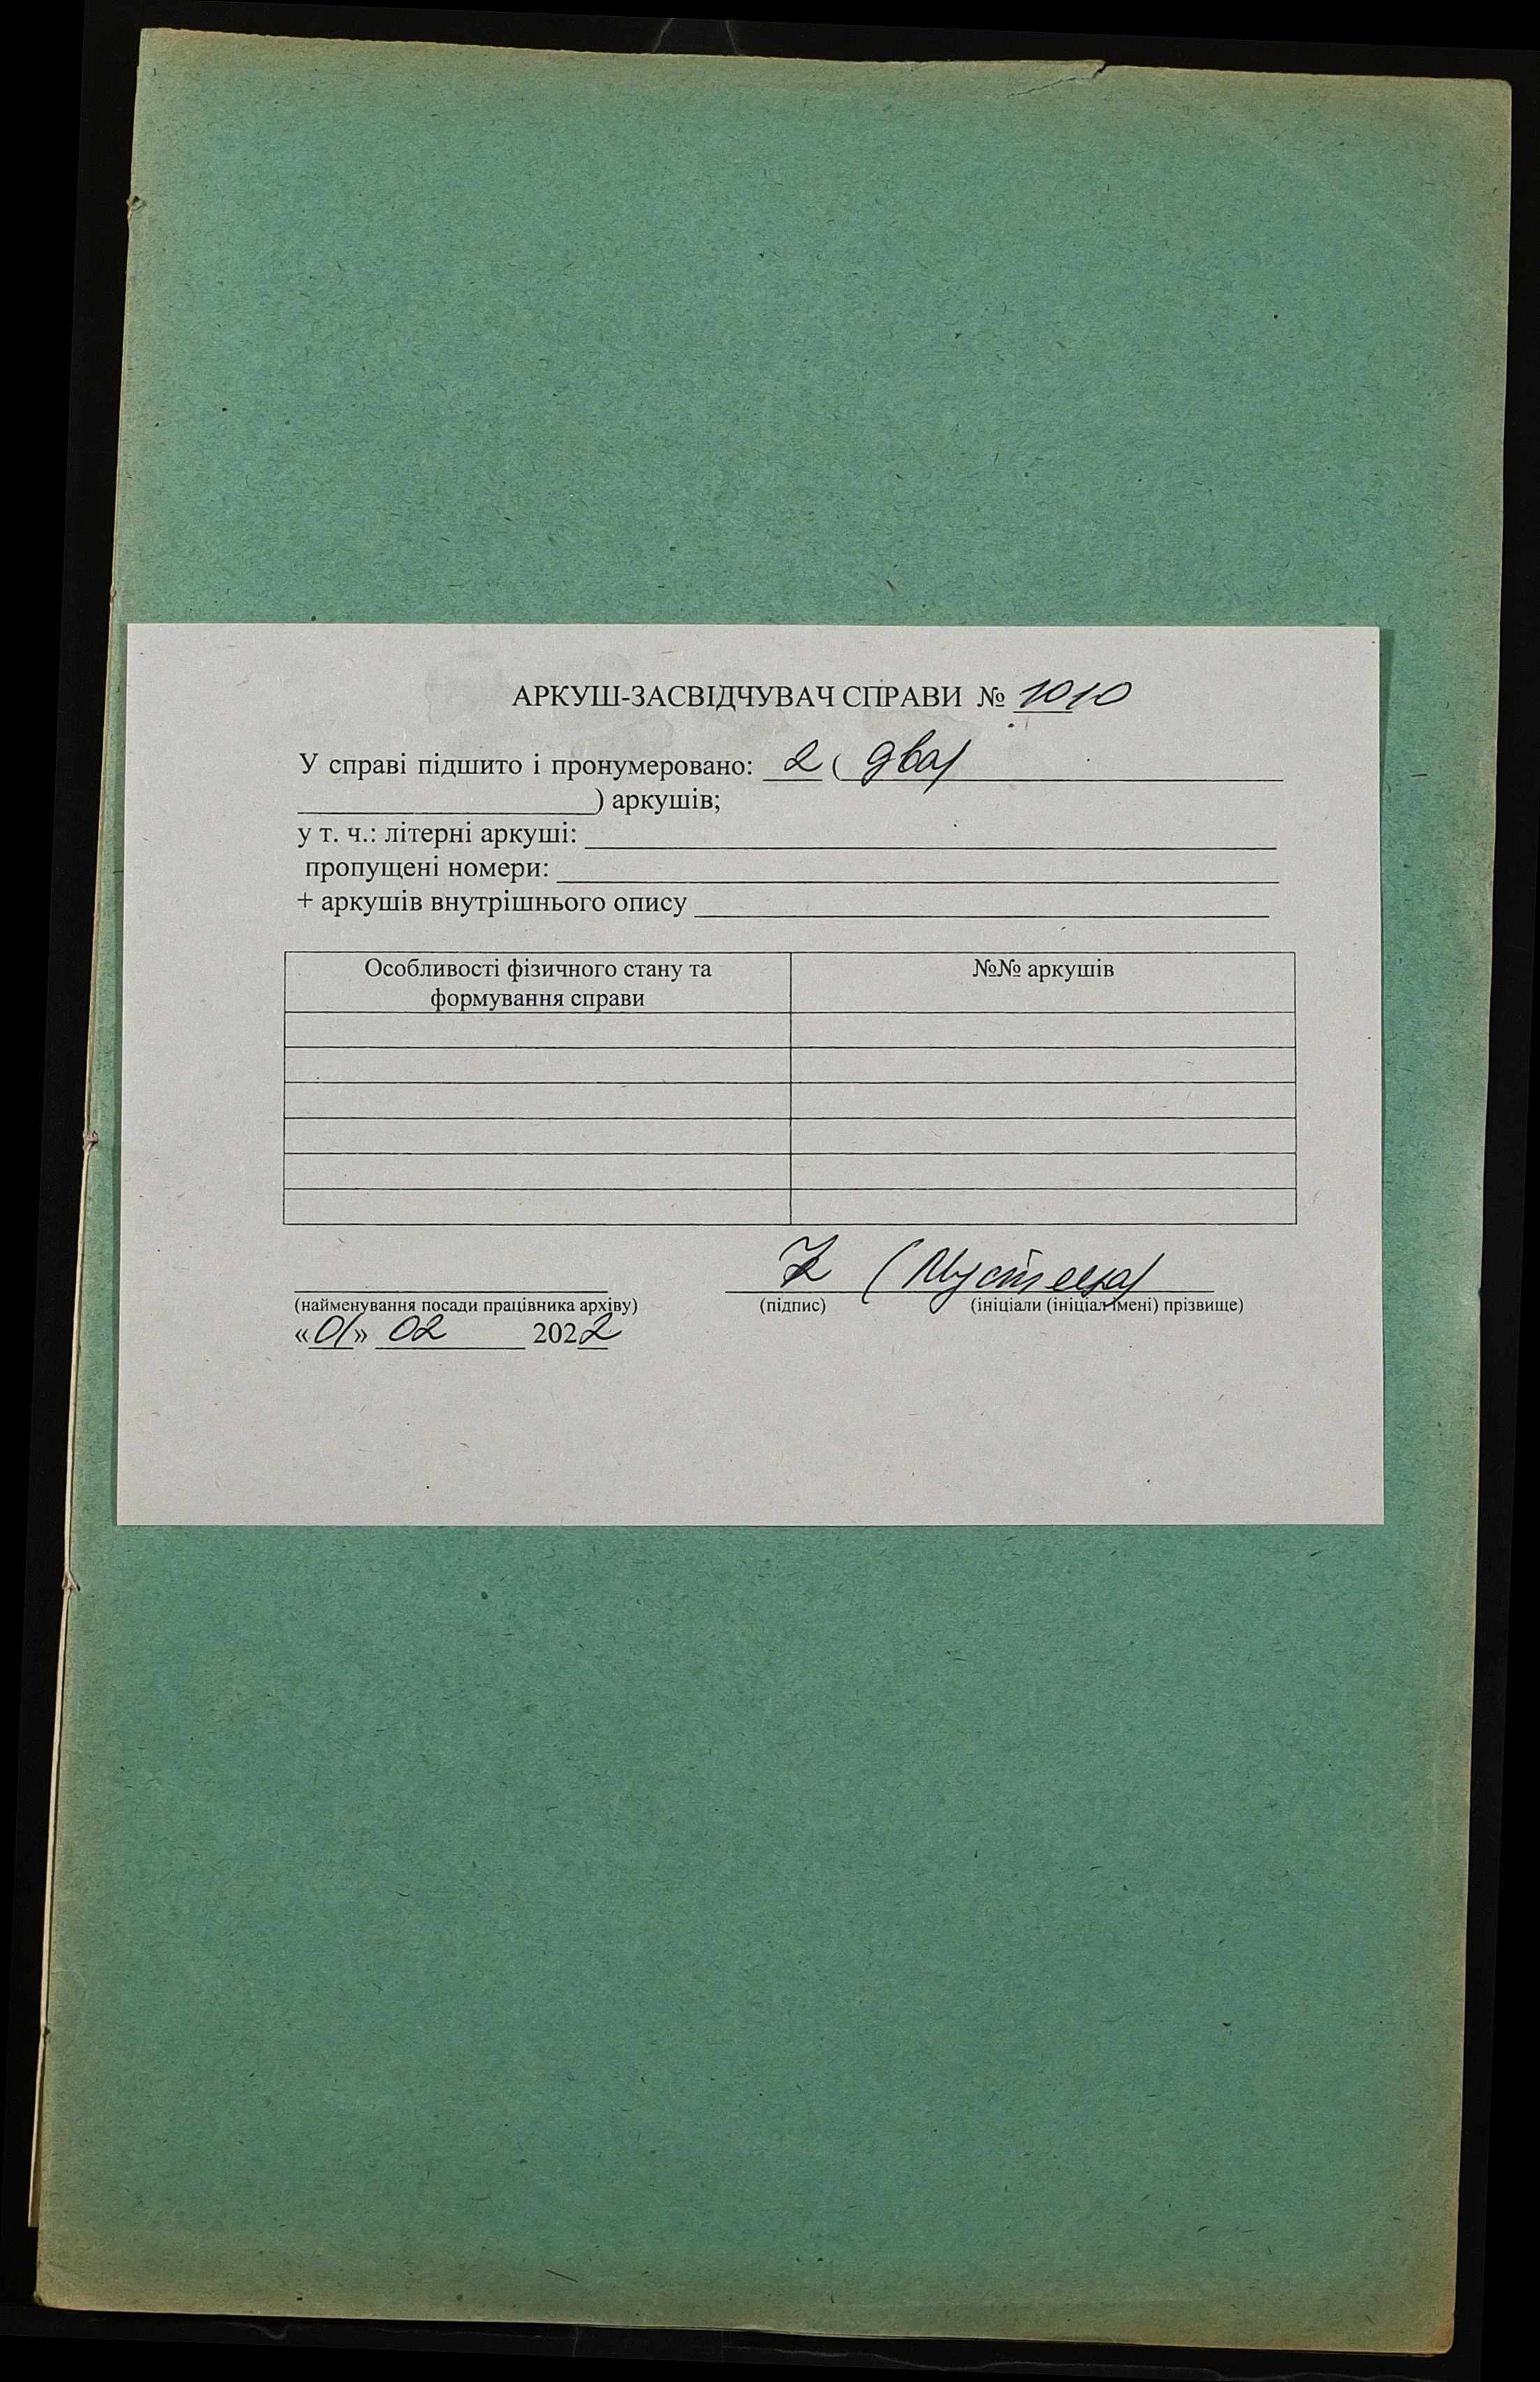 АРКУШ-ЗАСВІДЧУВАЧ СПРАВИ № 1010
У справі підшито і пронумеровано: 2 ( два)
) аркушів;
у т. ч.: літерні аркуші:
пропущені номери:
+ аркушів внутрішнього опису
Особливості фізичного стану та
формування справи
№№ аркушів
(найменування посади працівника архіву)
(підпис)
(ініціали (ініціал імені) прізвище)
«01» 02 2022